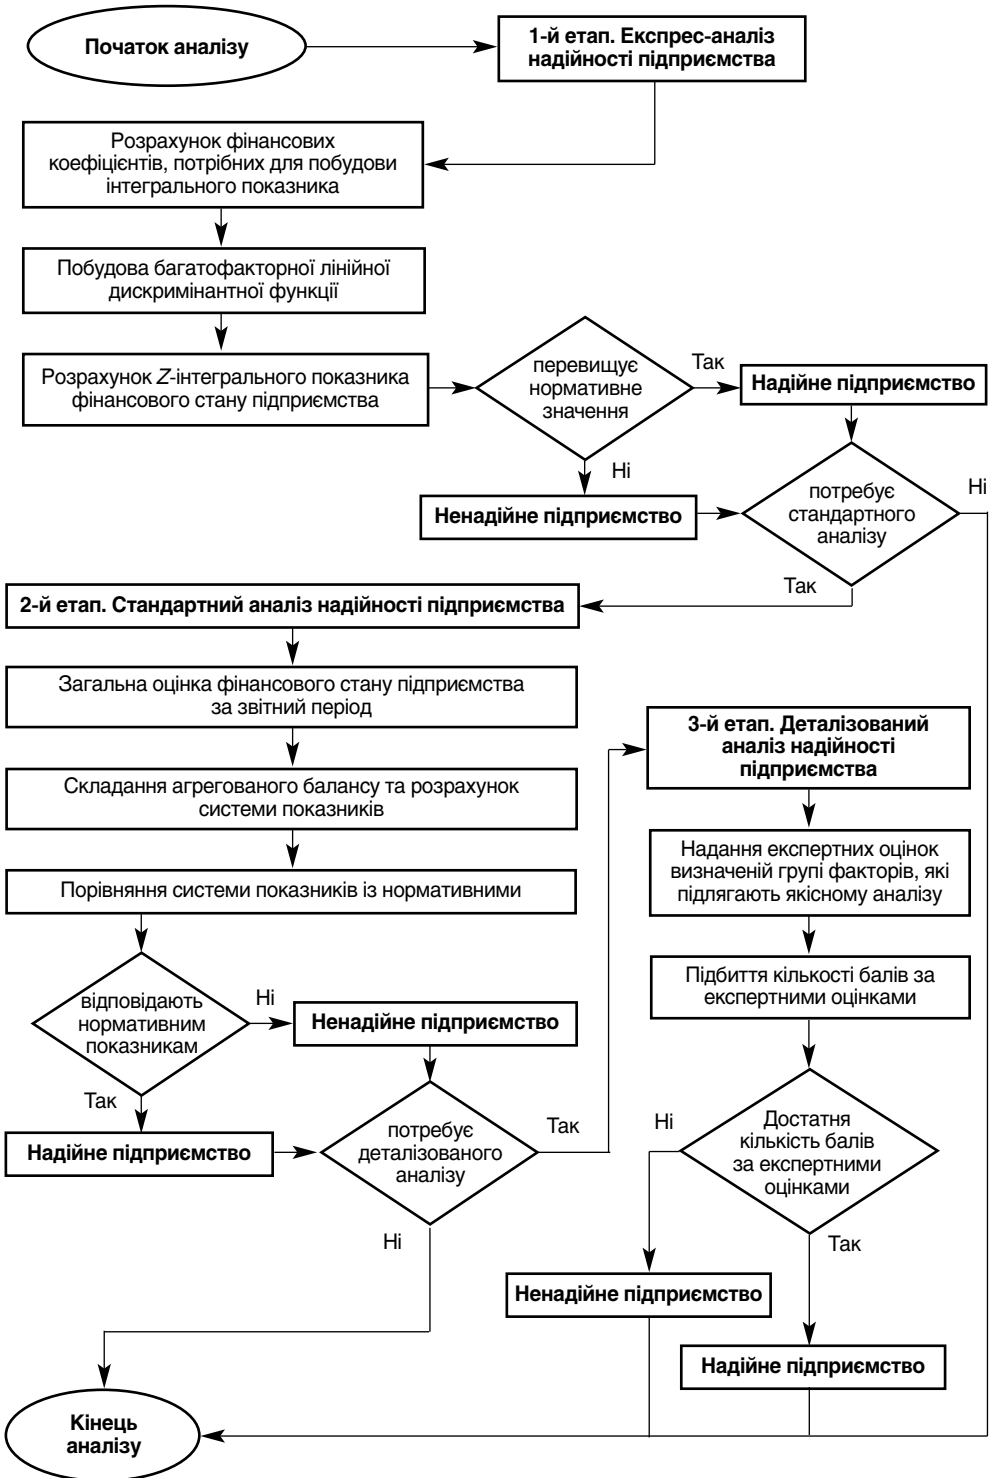 Початок аналізу
1-й етап. Експрес-аналіз
надійності підприємства
Розрахунок фінансових
коефіцієнтів, потрібних для побудови
інтегрального показника
Побудова багатофакторної лінійної
дискримінантної функції
Розрахунок Z-інтегрального показника
фінансового стану підприємства
перевищує
нормативне
значення
Так
Надійне підприємство
Ні
Ненадійне підприємство
потребує
стандартного
аналізу
Ні
Так
2-й етап. Стандартний аналіз надійності підприємства
Загальна оцінка фінансового стану підприємства
за звітний період
Складання агрегованого балансу та розрахунок
системи показників
Порівняння системи показників із нормативними
відповідають
нормативним
показникам
Ні
Ненадійне підприємство
Так
Надійне підприємство
потребує
деталізованого
аналізу
Так
Ні
3-й етап. Деталізований
аналіз надійності
підприємства
Надання експертних оцінок
визначеній групі факторів, які
підлягають якісному аналізу
Підбиття кількості балів за
експертними оцінками
Достатня
кількість балів
за експертними
оцінками
Ні
Так
Ненадійне підприємство
Надійне підприємство
Кінець
аналізу